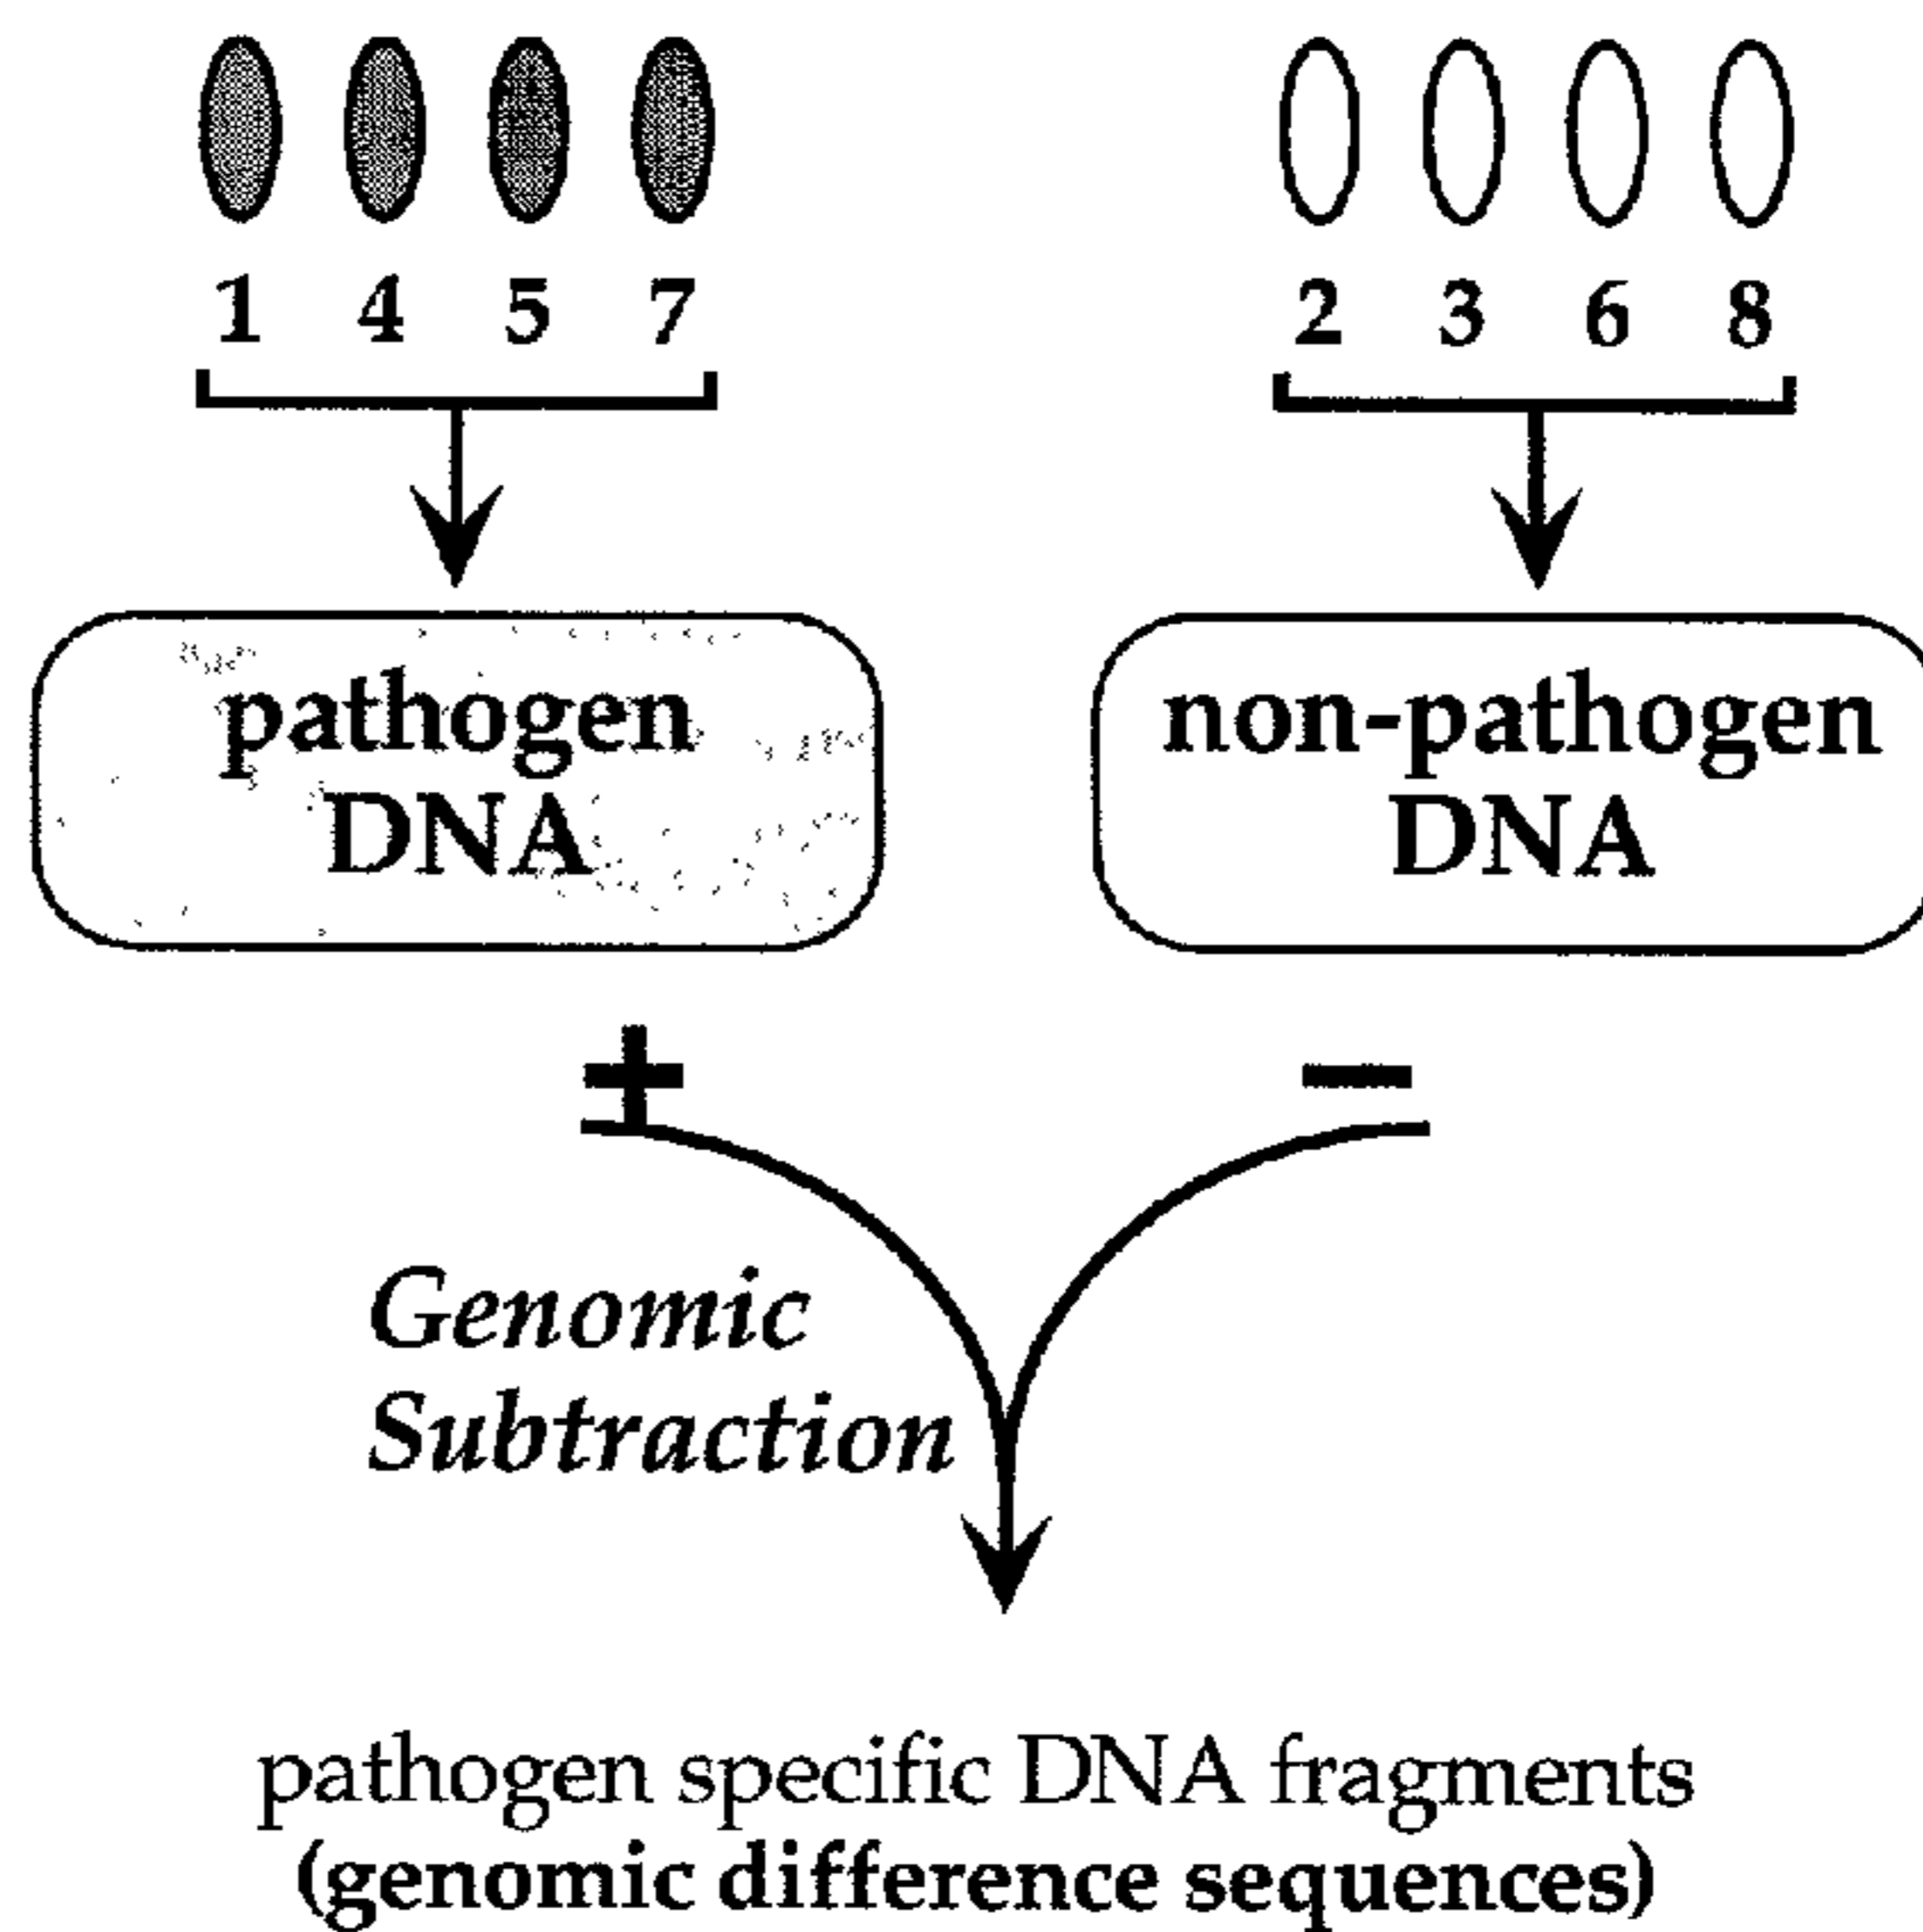 1 4 5 7
2 3 6 8
pathogen
DNA
non-pathogen
DNA
+
−
Genomic
Subtraction
pathogen specific DNA fragments
(genomic difference sequences)